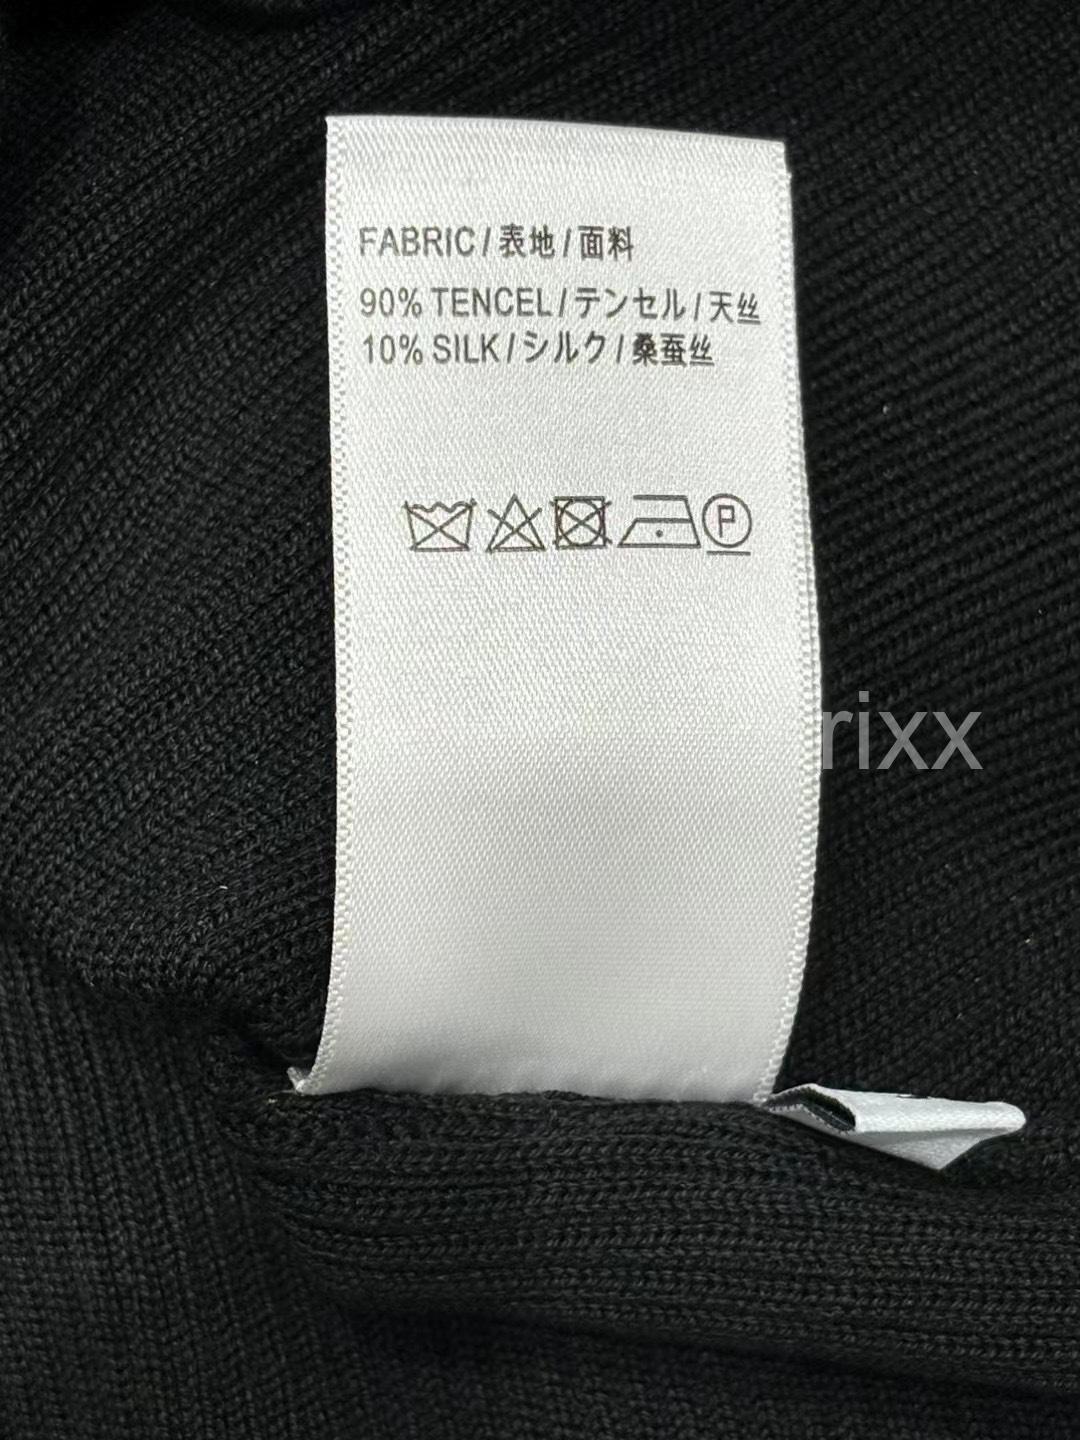 FABRIC/表地/面料
90% TENCEL/テンセル/天丝
10% SILK/シルク/桑蚕丝
P
rixx